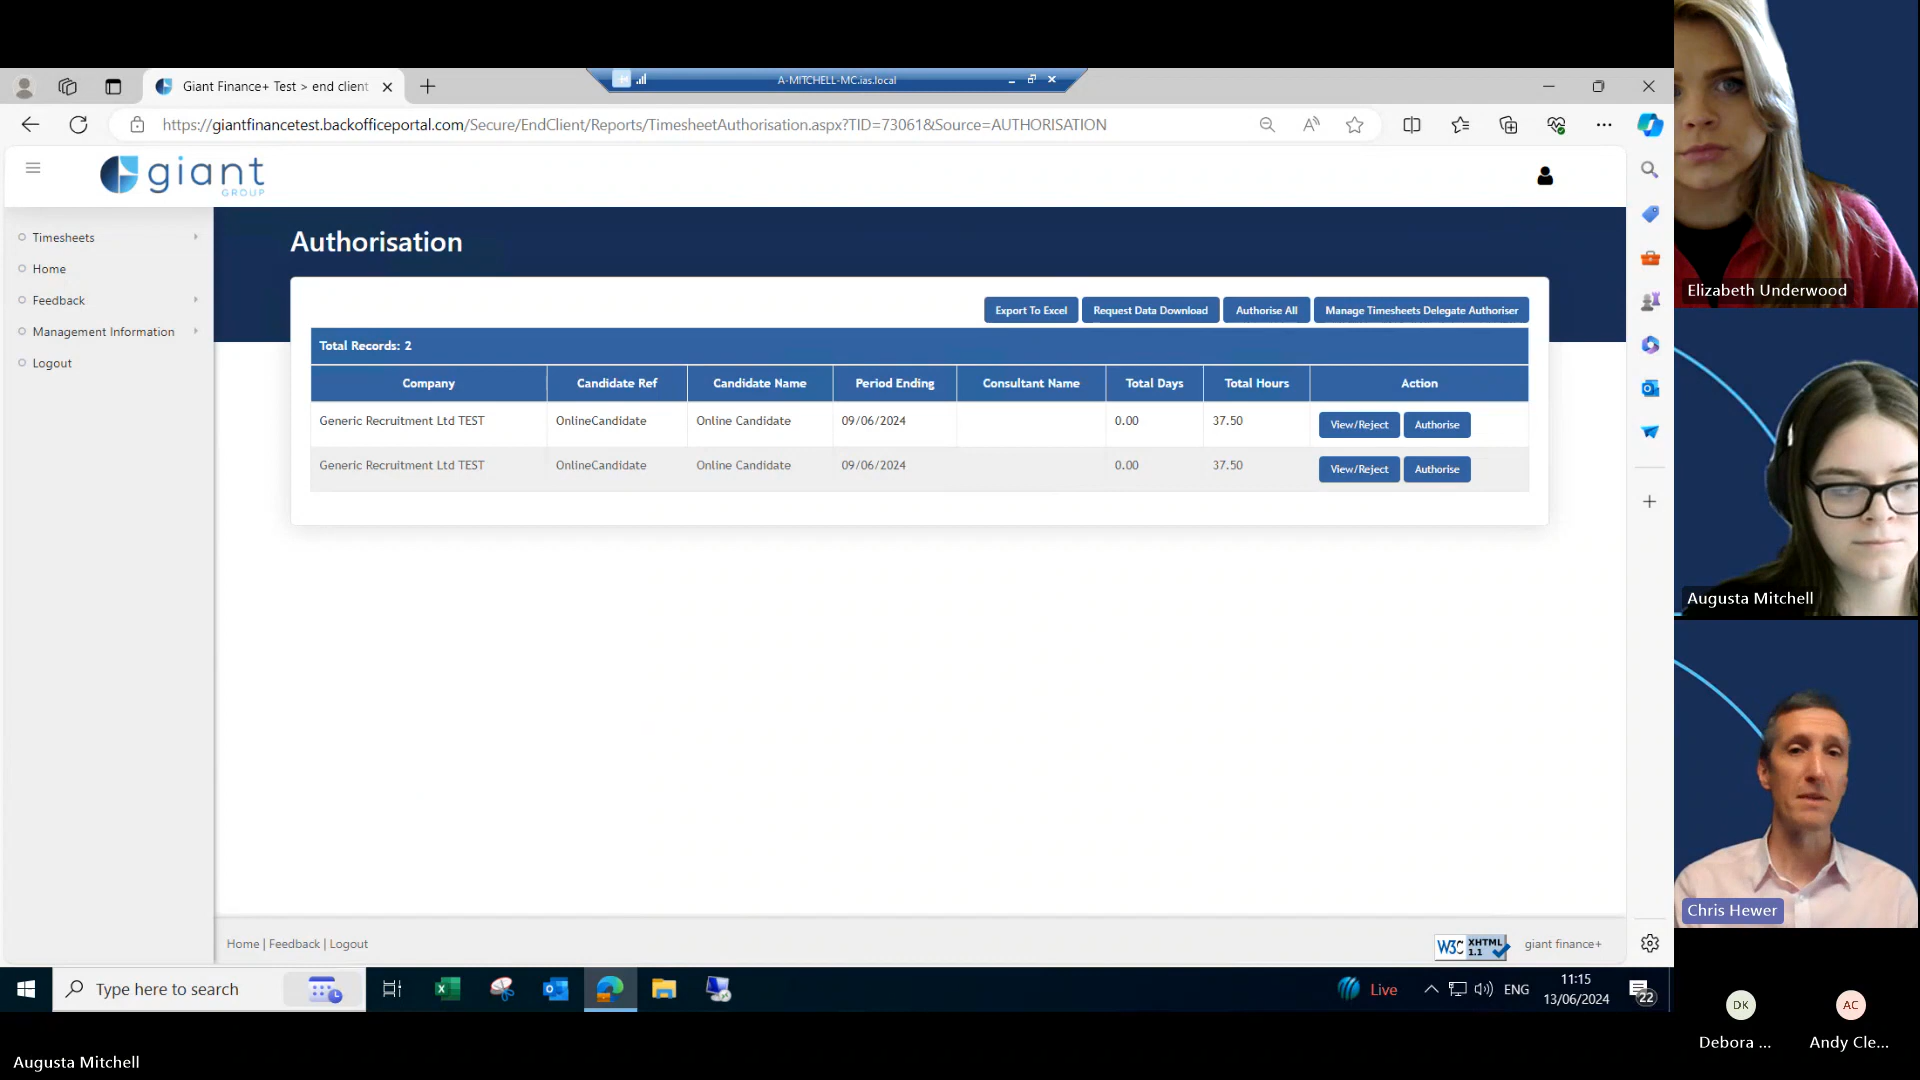 Giant Finance+ Test > end client
A-MITCHELL-MC.ias.local
https://giantfinancetest.backofficeportal.com/Secure/EndClient/Reports/TimesheetAuthorisation.aspx?TID=73061&Source=AUTHORISATION
giant
GROUP
Timesheets
Home
Feedback
Management Information
Logout
Authorisation
Export To Excel Request Data Download Authorise All Manage Timesheets Delegate Authoriser
Total Records: 2
Company Candidate Ref Candidate Name Period Ending Consultant Name Total Days Total Hours Action
Generic Recruitment Ltd TEST OnlineCandidate Online Candidate 09/06/2024 0.00 37.50 View/Reject Authorise
Generic Recruitment Ltd TEST OnlineCandidate Online Candidate 09/06/2024 0.00 37.50 View/Reject Authorise
Home | Feedback | Logout
W3C XHTML 1.1
giant finance+
Type here to search
Live
ENG
11:15
13/06/2024
22
Elizabeth Underwood
Augusta Mitchell
Chris Hewer
DK
Debora ...
AC
Andy Cle...
Augusta Mitchell